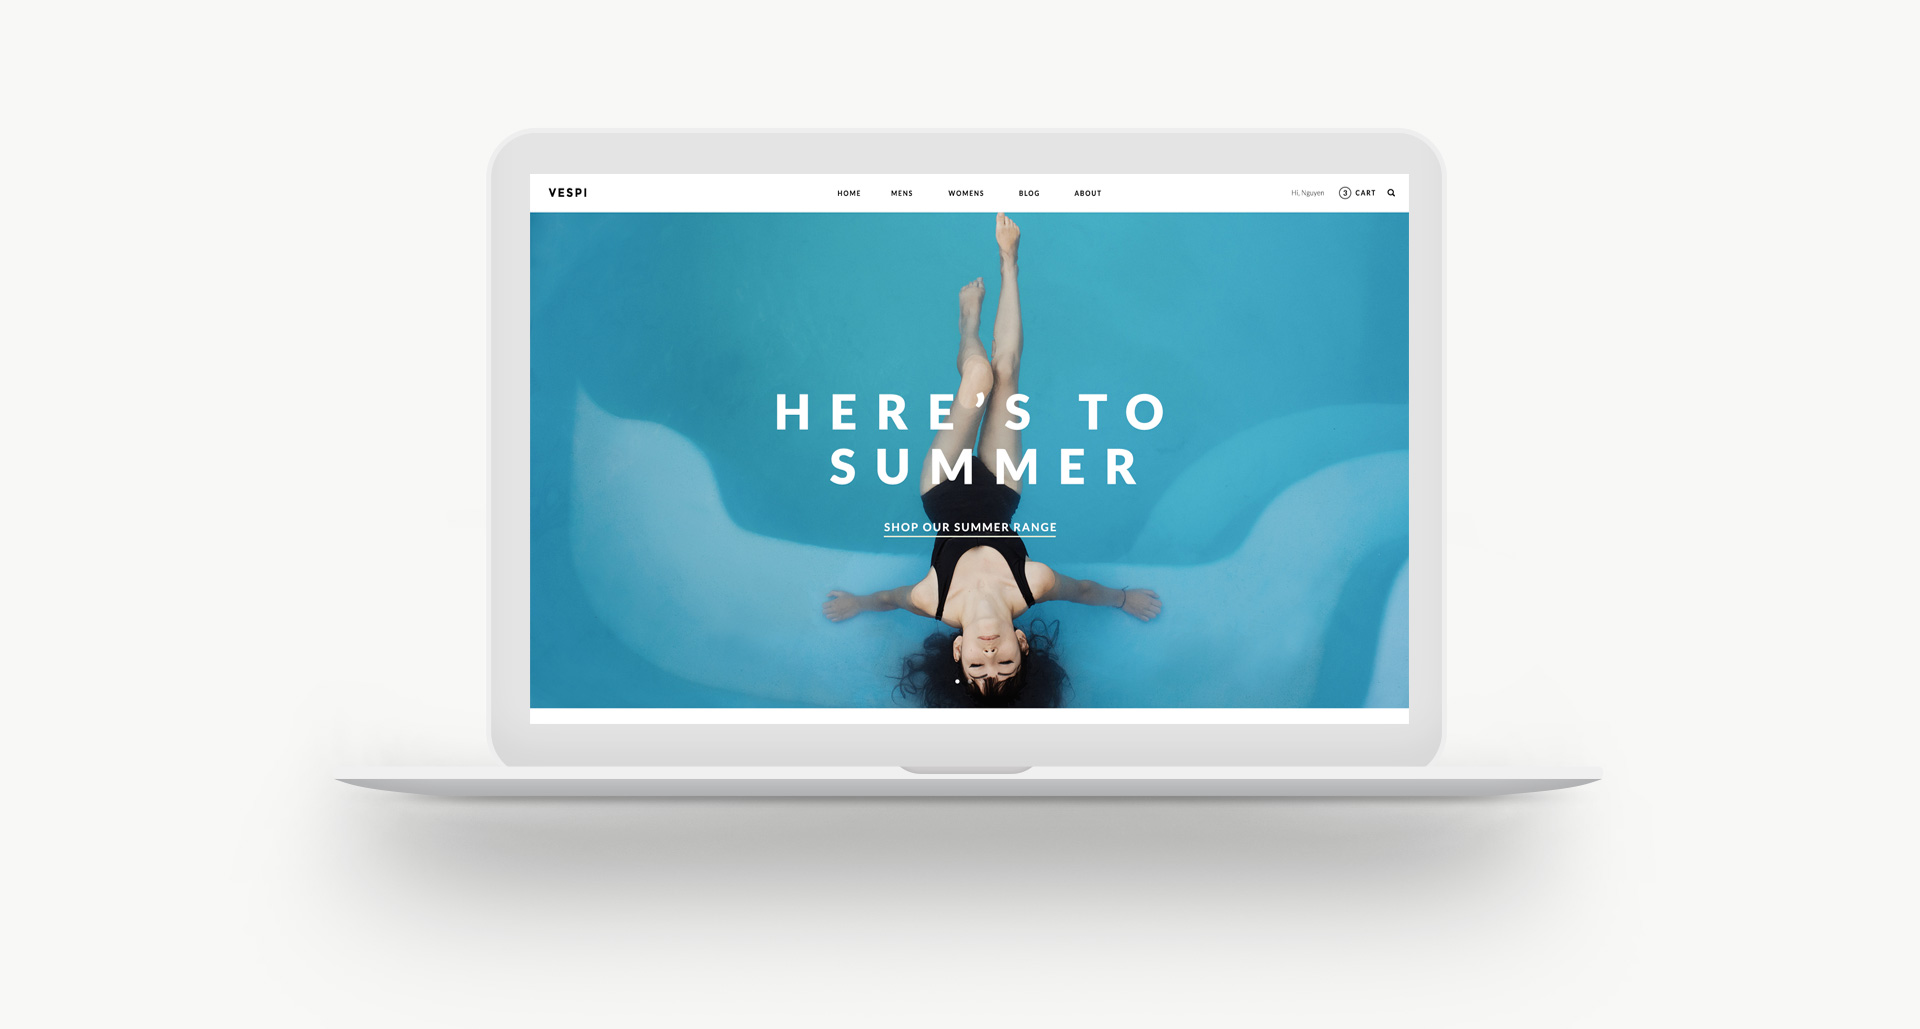 VESPI HOME MENS WOMENS BLOG ABOUT Hi, Nguyen 3 CART
HERE’S TO
SUMMER
SHOP OUR SUMMER RANGE